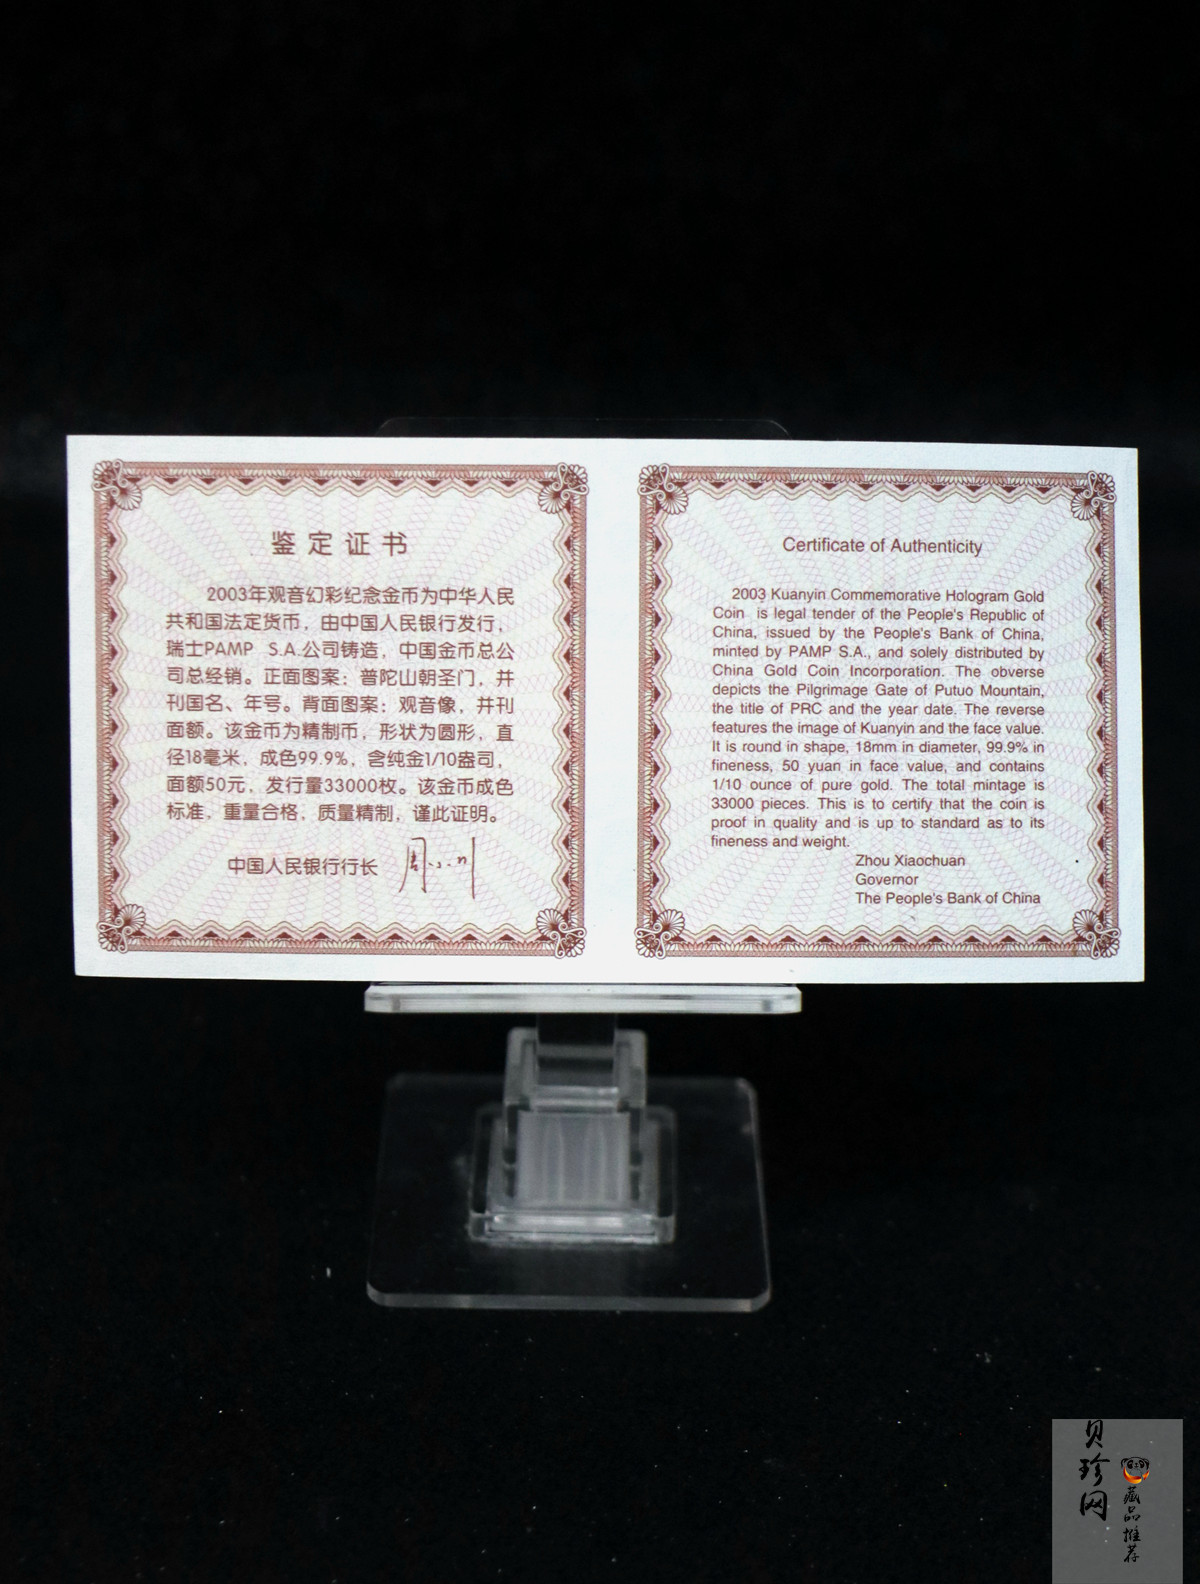 鉴定证书
2003年观音幻彩纪念金币为中华人民
共和国法定货币，由中国人民银行发行，
瑞士PAMP S.A.公司铸造，中国金币总公
司总经销。正面图案：普陀山朝圣门，并
刊国名、年号。背面图案：观音像，并刊
面额。该金币为精制币，形状为圆形，直
径18毫米，成色99.9%，含纯金1/10盎司，
面额50元，发行量33000枚。该金币成色
标准，重量合格，质量精制，谨此证明。
中国人民银行行长 周小川
Certificate of Authenticity
2003 Kuanyin Commemorative Hologram Gold
Coin is legal tender of the People's Republic of
China, issued by the People's Bank of China,
minted by PAMP S.A., and solely distributed by
China Gold Coin Incorporation. The obverse
depicts the Pilgrimage Gate of Putuo Mountain,
the title of PRC and the year date. The reverse
features the image of Kuanyin and the face value.
It is round in shape, 18mm in diameter, 99.9% in
fineness, 50 yuan in face value, and contains
1/10 ounce of pure gold. The total mintage is
33000 pieces. This is to certify that the coin is
proof in quality and is up to standard as to its
fineness and weight.
Zhou Xiaochuan
Governor
The People's Bank of China
贝珍网
藏品推荐